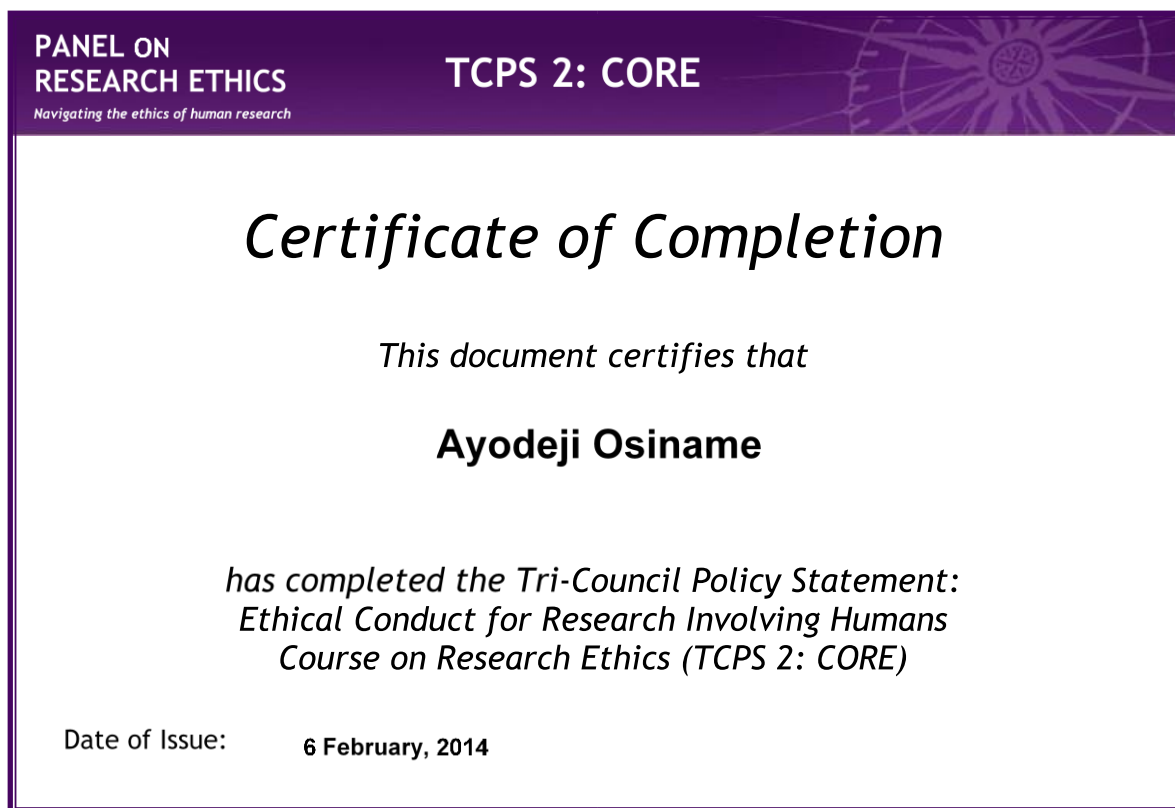 PANEL ON
RESEARCH ETHICS
Navigating the ethics of human research
TCPS 2: CORE
Certificate of Completion
This document certifies that
Ayodeji Osiname
has completed the Tri-Council Policy Statement:
Ethical Conduct for Research Involving Humans
Course on Research Ethics (TCPS 2: CORE)
Date of Issue: 6 February, 2014